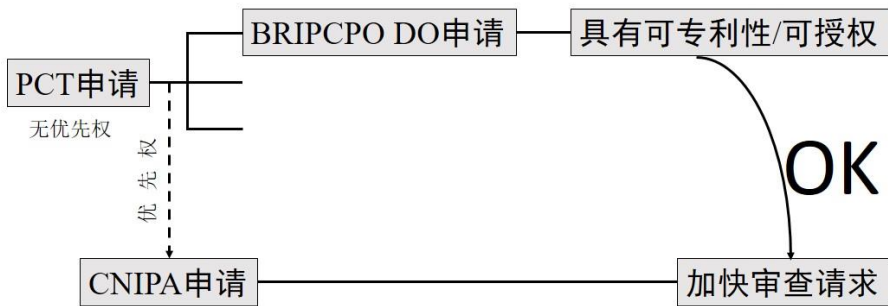 BRIPCPO DO申请
具有可专利性/可授权
PCT申请
无优先权
优先权
OK
CNIPA申请
加快审查请求